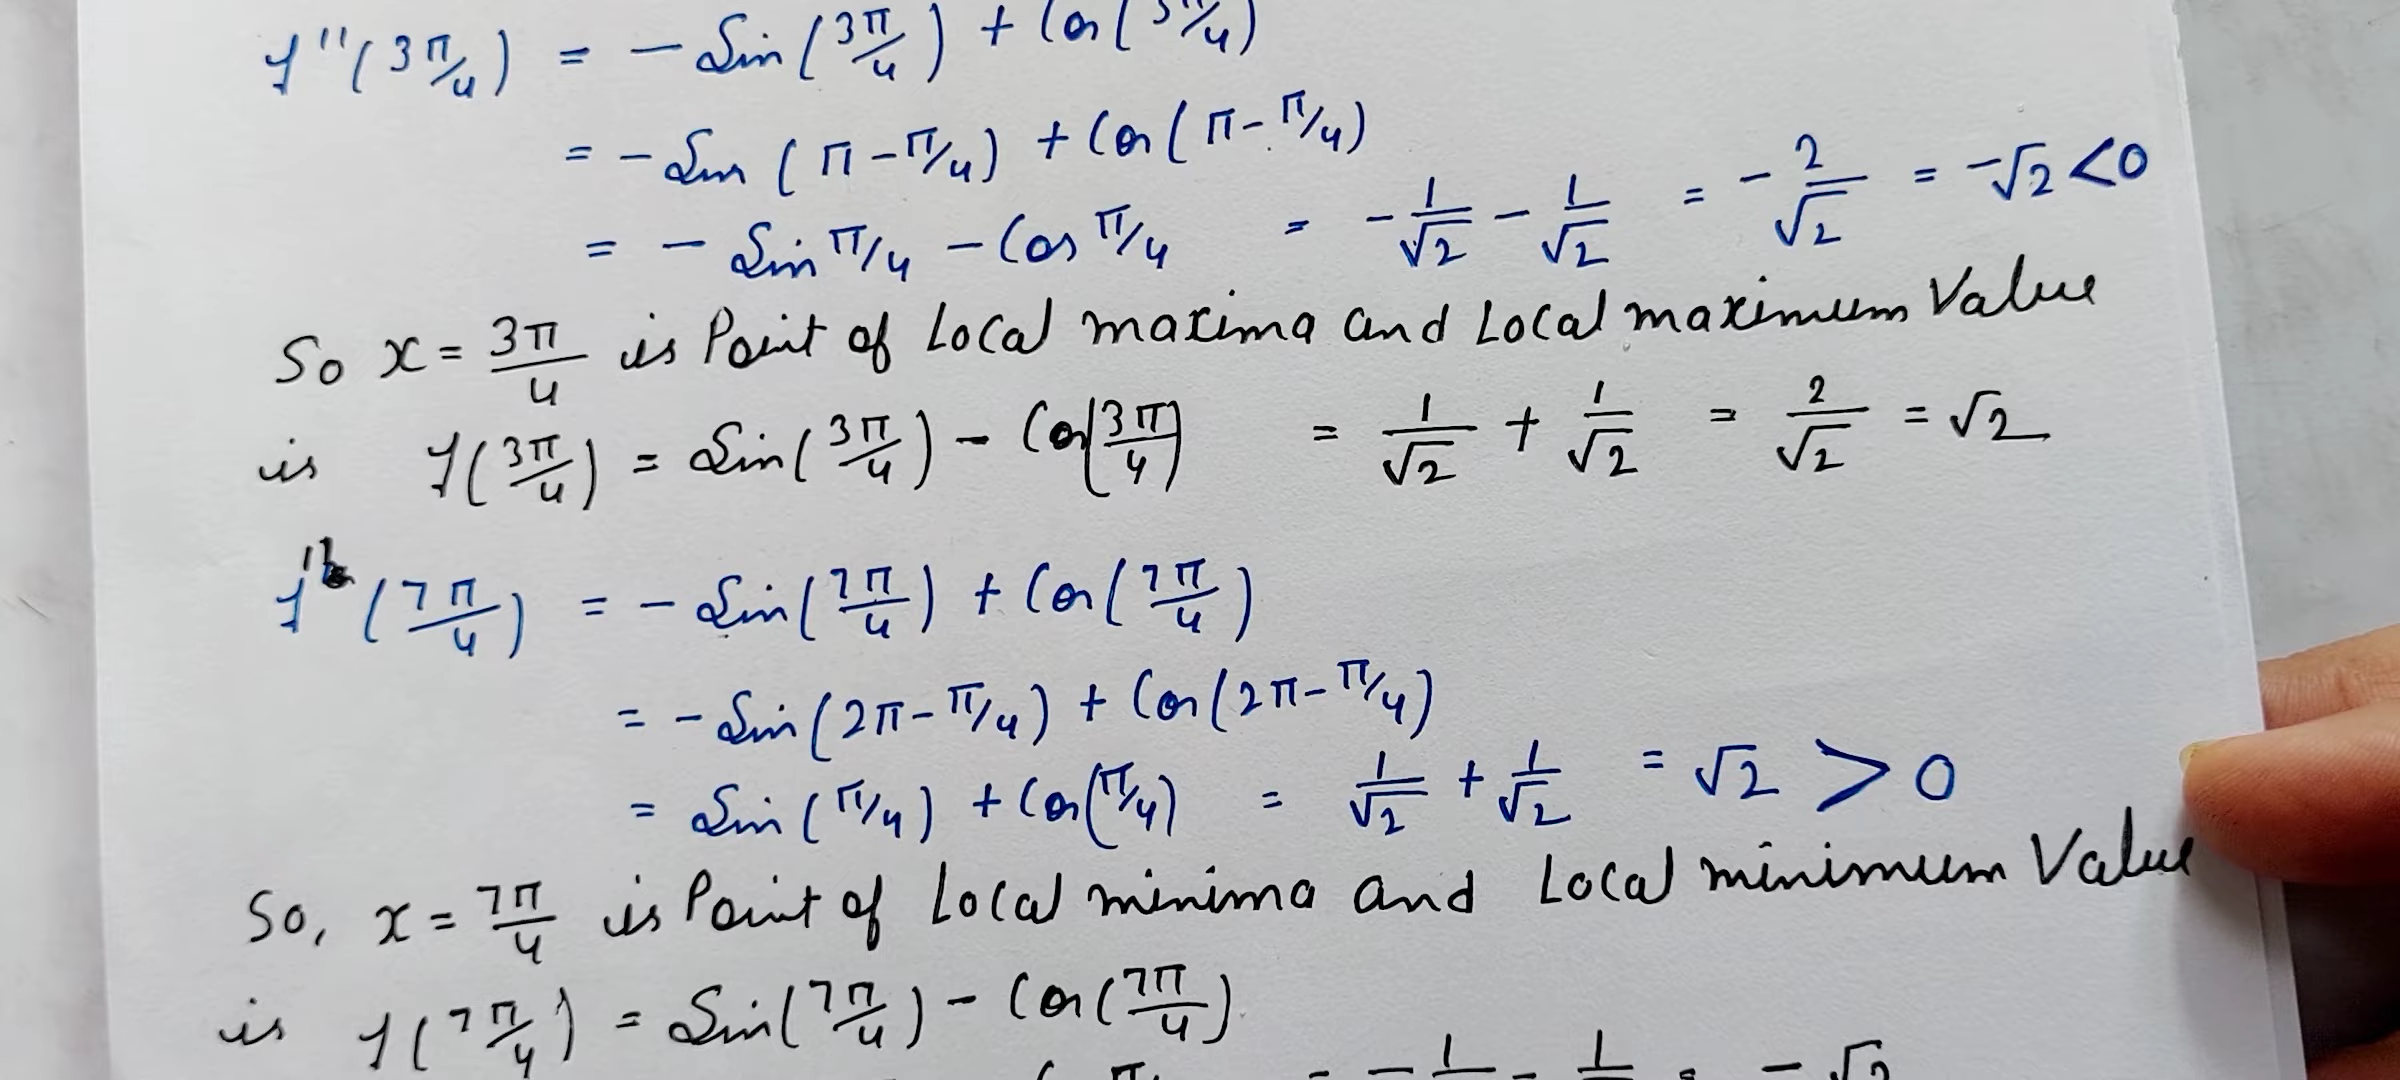 f''(3π/4) = -Sin(3π/4) + Cos(3π/4)
= -Sin(π-π/4) + Cos(π-π/4)
= -Sin π/4 - Cos π/4 = -1/√2 - 1/√2 = -2/√2 = -√2 < 0
So x = 3π/4 is Point of Local maxima and Local maximum Value
is f(3π/4) = Sin(3π/4) - Cos(3π/4) = 1/√2 + 1/√2 = 2/√2 = √2
f''(7π/4) = -Sin(7π/4) + Cos(7π/4)
= -Sin(2π-π/4) + Cos(2π-π/4)
= Sin(π/4) + Cos(π/4) = 1/√2 + 1/√2 = √2 > 0
So, x = 7π/4 is Point of Local minima and Local minimum Value
is f(7π/4) = Sin(7π/4) - Cos(7π/4)
= -1/√2 - 1/√2 = -√2